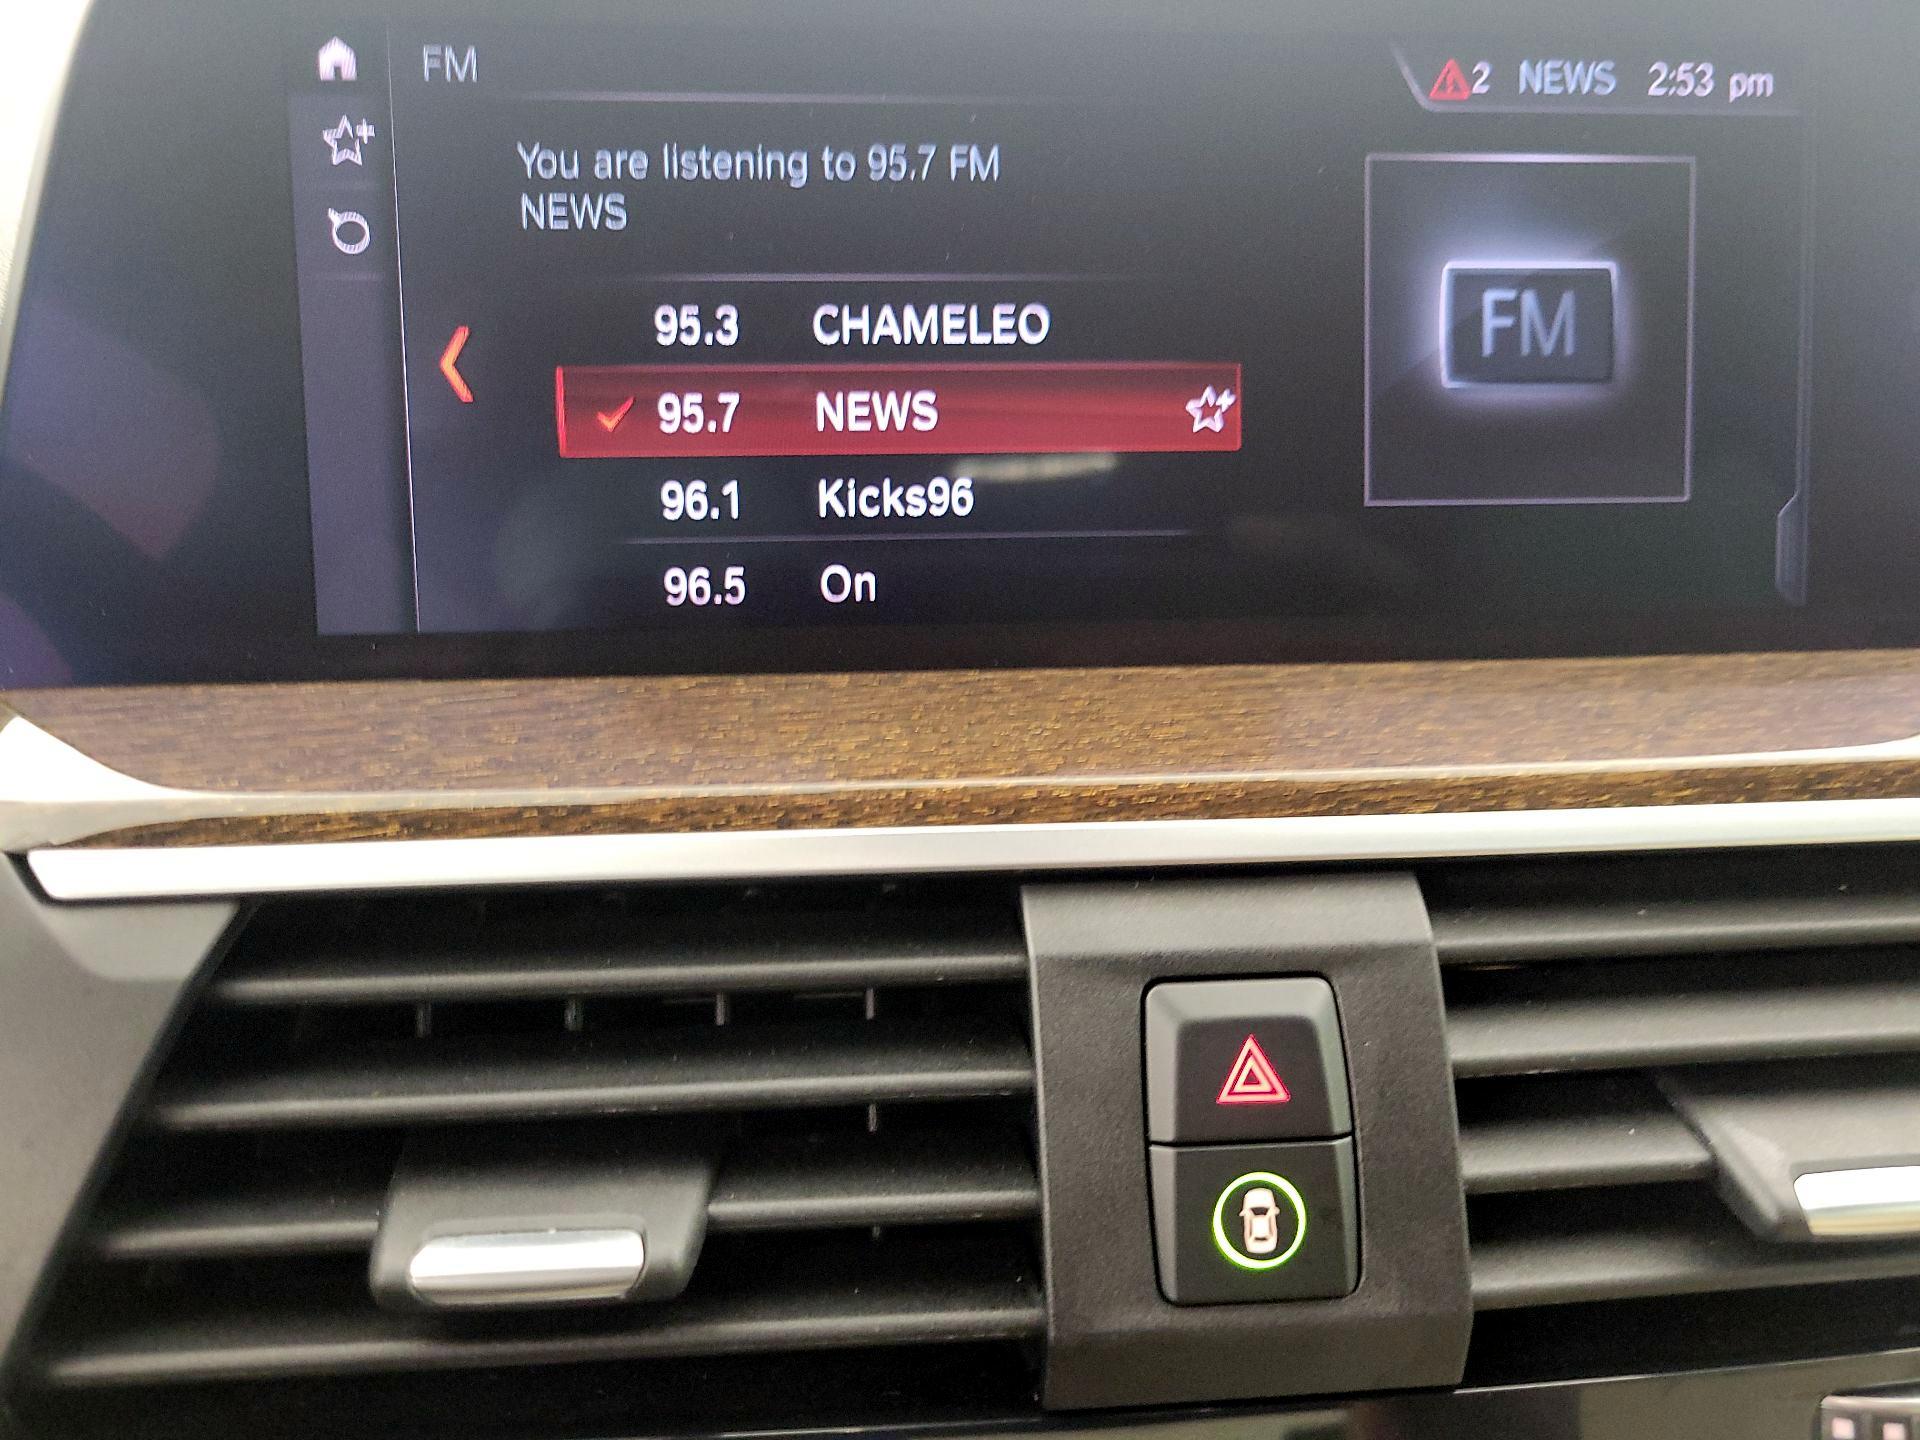 FM
2 NEWS 2:53 pm
You are listening to 95.7 FM
NEWS
95.3 CHAMELEO
95.7 NEWS
96.1 Kicks96
96.5 On
FM